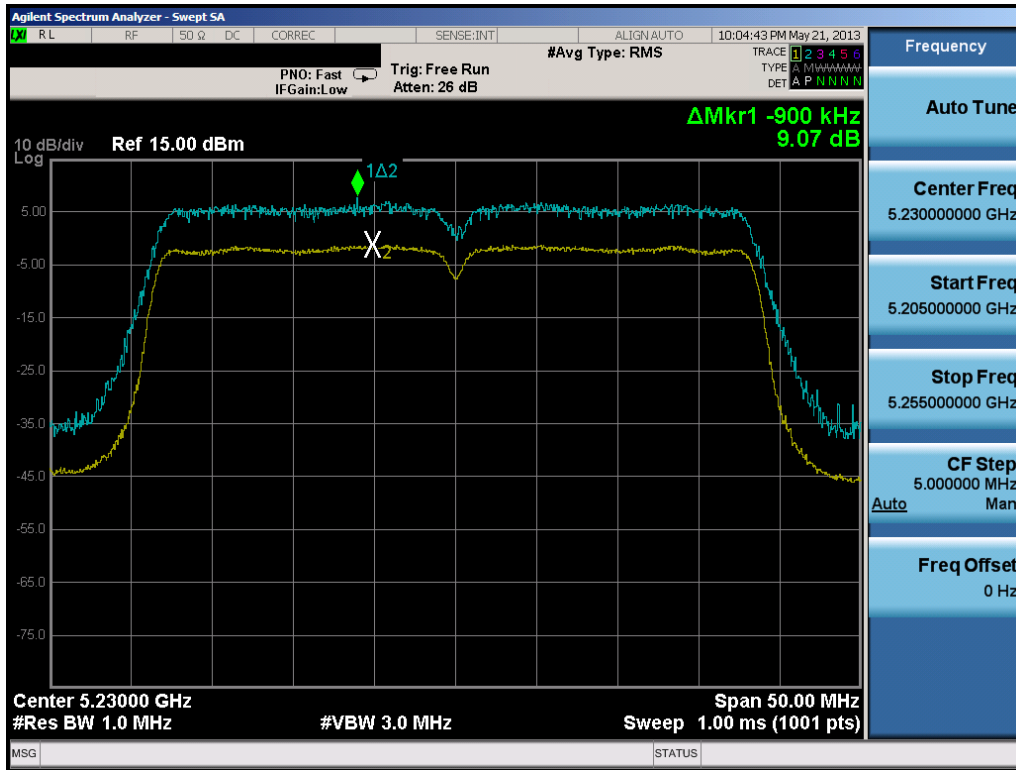 Agilent Spectrum Analyzer - Swept SA
LXI RL RF 50 Ω DC CORREC SENSE:INT ALIGNAUTO 10:04:43 PM May 21, 2013
#Avg Type: RMS
TRACE 1 2 3 4 5 6
TYPE A M W W W W
DET A P N N N N
PNO: Fast
IFGain:Low
Trig: Free Run
Atten: 26 dB
ΔMkr1 -900 kHz
9.07 dB
10 dB/div Ref 15.00 dBm
Log
1Δ2
X2
5.00
-5.00
-15.0
-25.0
-35.0
-45.0
-55.0
-65.0
-75.0
Center 5.23000 GHz Span 50.00 MHz
#Res BW 1.0 MHz #VBW 3.0 MHz Sweep 1.00 ms (1001 pts)
MSG STATUS
Frequency
Auto Tune
Center Freq
5.230000000 GHz
Start Freq
5.205000000 GHz
Stop Freq
5.255000000 GHz
CF Step
5.000000 MHz
Auto Man
Freq Offset
0 Hz